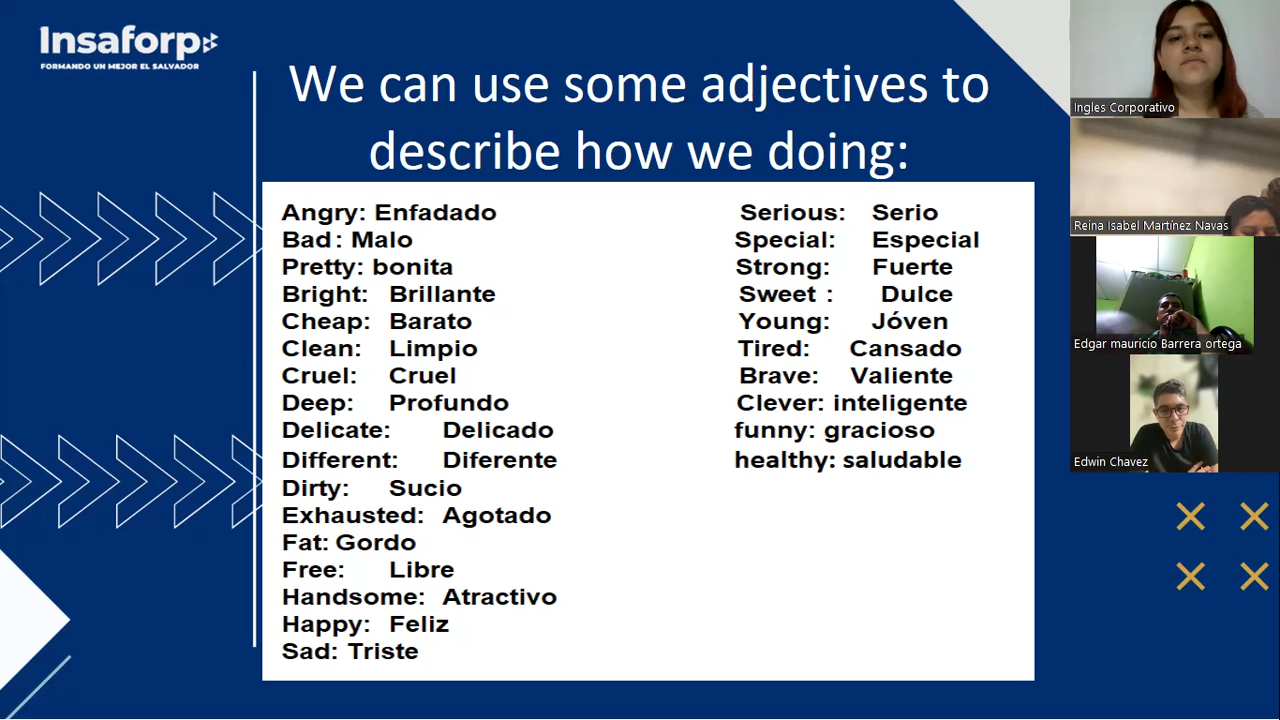 Insaforp
FORMANDO UN MEJOR EL SALVADOR
We can use some adjectives to
describe how we doing:
Angry: Enfadado
Bad: Malo
Pretty: bonita
Bright: Brillante
Cheap: Barato
Clean: Limpio
Cruel: Cruel
Deep: Profundo
Delicate: Delicado
Different: Diferente
Dirty: Sucio
Exhausted: Agotado
Fat: Gordo
Free: Libre
Handsome: Atractivo
Happy: Feliz
Sad: Triste
Serious: Serio
Special: Especial
Strong: Fuerte
Sweet : Dulce
Young: Jóven
Tired: Cansado
Brave: Valiente
Clever: inteligente
funny: gracioso
healthy: saludable
Ingles Corporativo
Reina Isabel Martínez Navas
Edgar mauricio Barrera ortega
Edwin Chavez